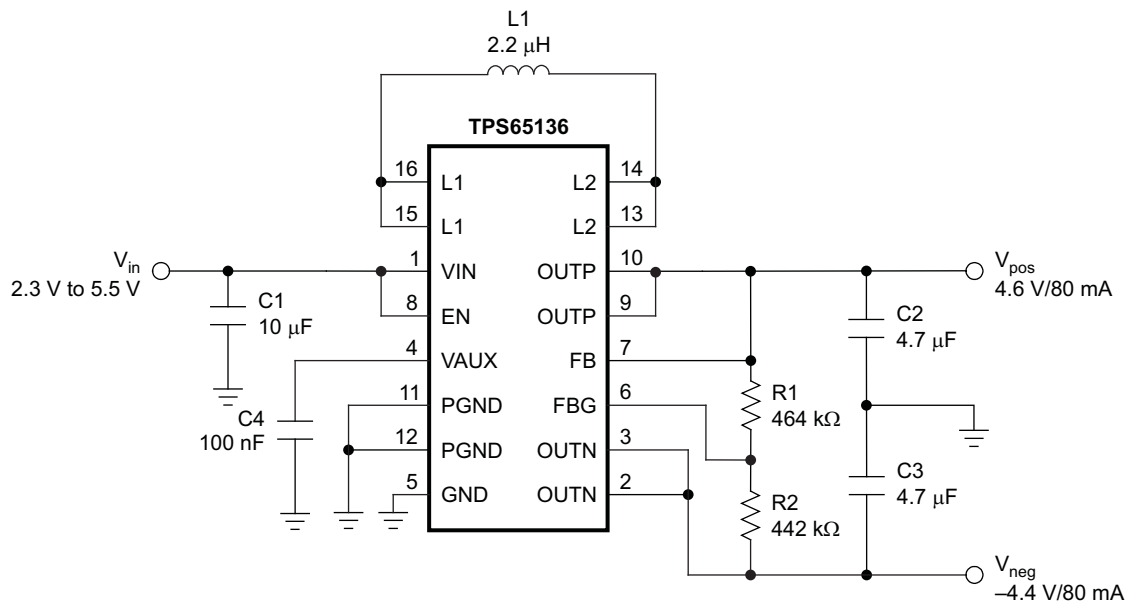 L1
2.2 μH
TPS65136
16 L1 L2 14
15 L1 L2 13
Vin
2.3 V to 5.5 V
1 VIN OUTP 10
Vpos
4.6 V/80 mA
C1
10 μF
8 EN OUTP 9
C2
4.7 μF
4 VAUX FB 7
R1
464 kΩ
11 PGND FBG 6
C4
100 nF
12 PGND OUTN 3
C3
4.7 μF
5 GND OUTN 2
R2
442 kΩ
Vneg
–4.4 V/80 mA